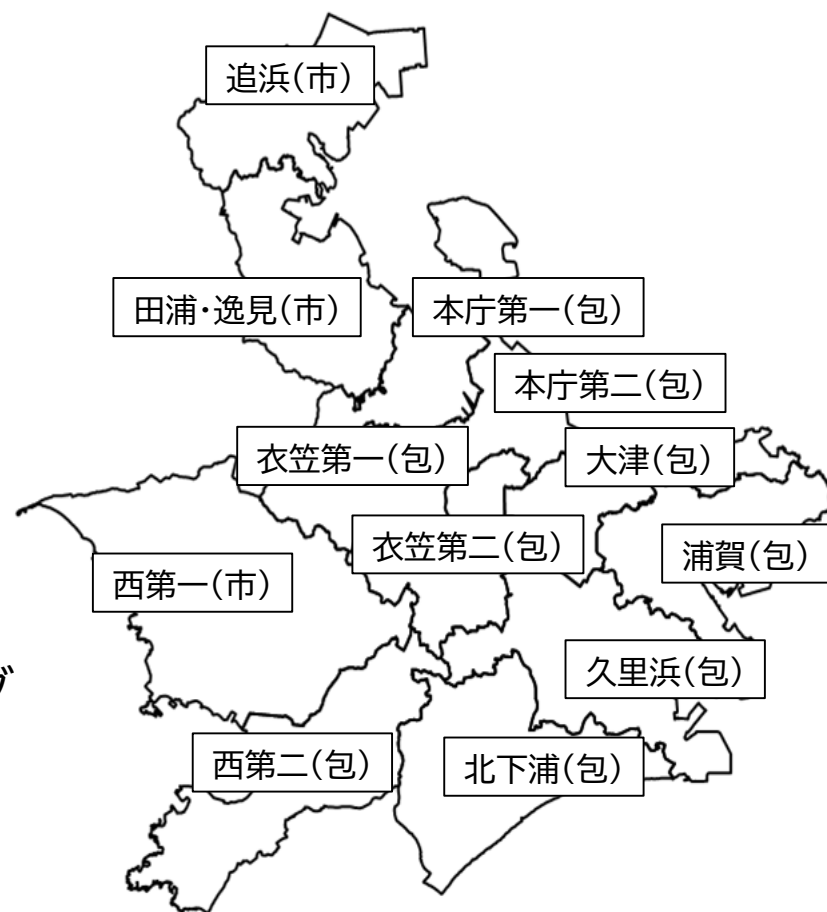 追浜(市)
田浦・逸見(市)
本庁第一(包)
本庁第二(包)
衣笠第一(包)
大津(包)
衣笠第二(包)
浦賀(包)
西第一(市)
久里浜(包)
西第二(包)
北下浦(包)